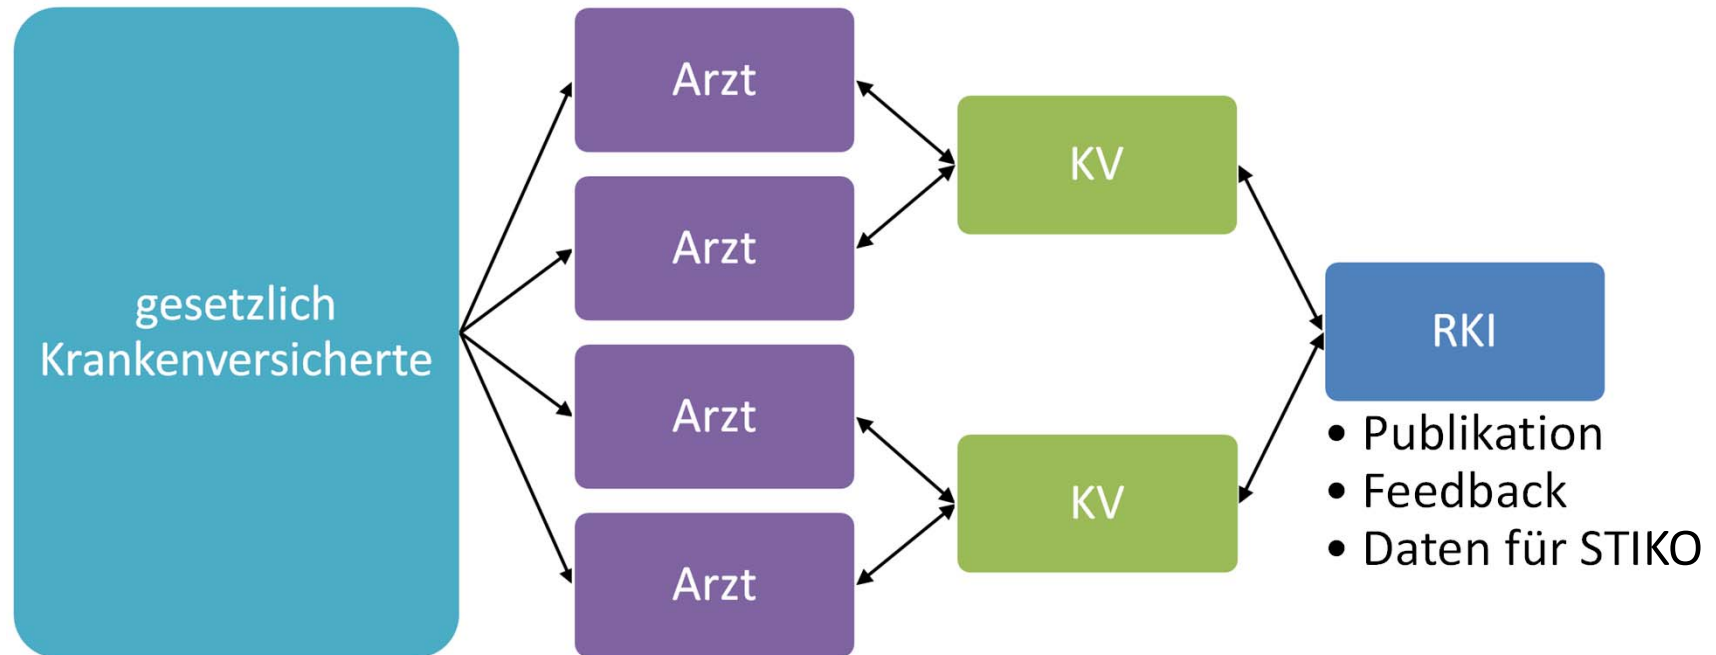 gesetzlich
Krankenversicherte
Arzt
Arzt
Arzt
Arzt
KV
KV
RKI
• Publikation
• Feedback
• Daten für STIKO